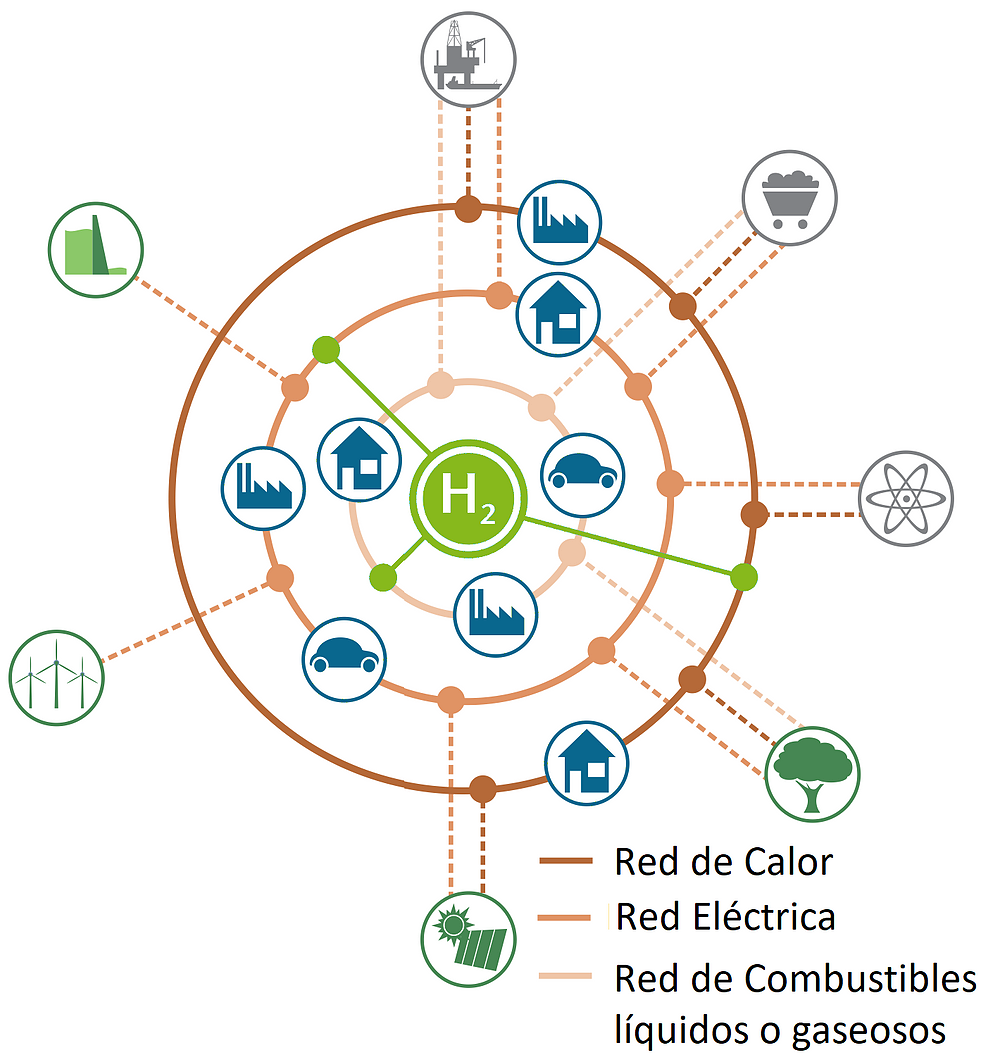 H2
Red de Calor
Red Eléctrica
Red de Combustibles
líquidos o gaseosos